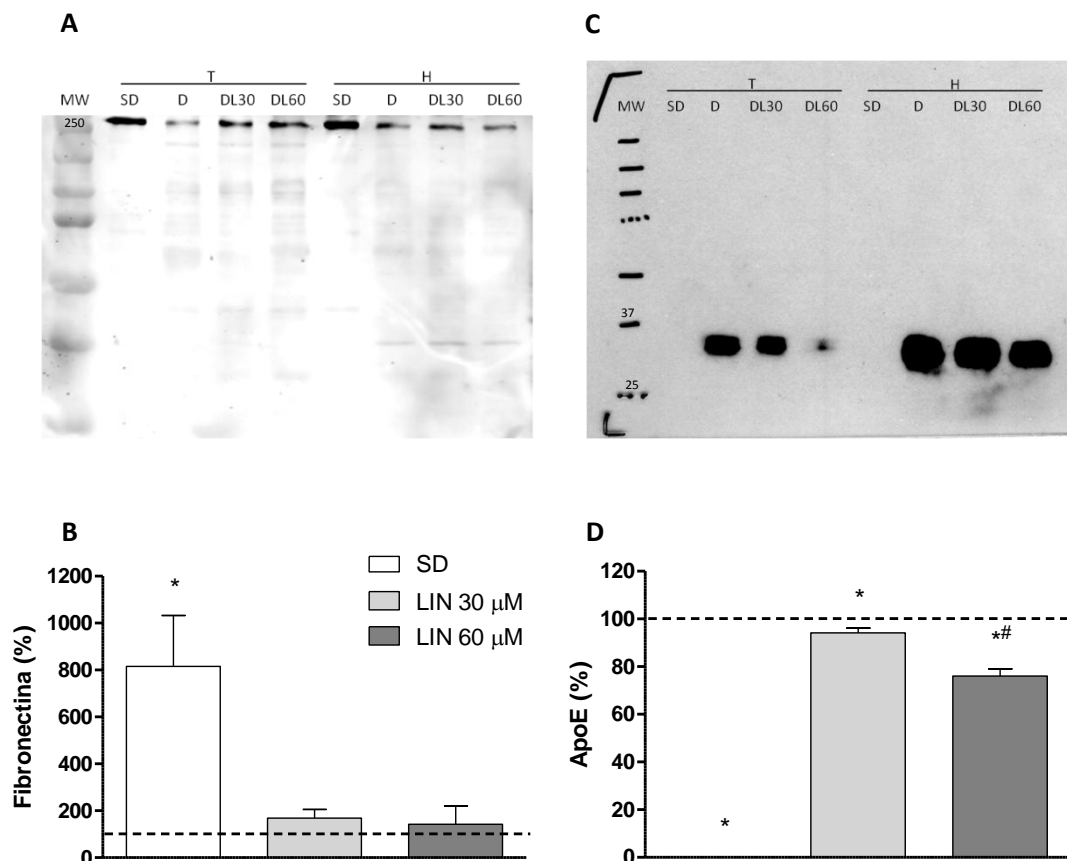 A
T H
MW SD D DL30 DL60 SD D DL30 DL60
250
C
T H
MW SD D DL30 DL60 SD D DL30 DL60
37
25
B
Fibronectina (%)
1200
1000
800
600
400
200
0
*
SD
LIN 30 μM
LIN 60 μM
D
ApoE (%)
120
100
80
60
40
20
0
*
*
*#